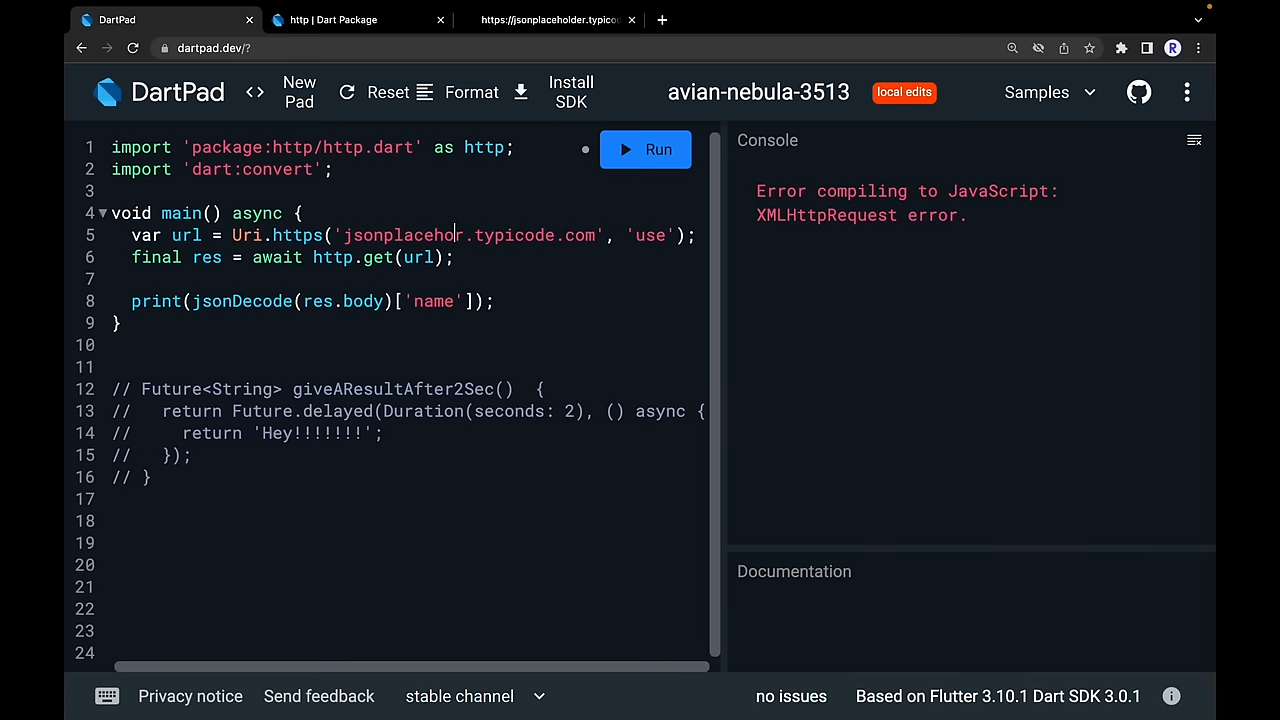 DartPad
http | Dart Package
https://jsonplaceholder.typico
dartpad.dev/?
R
DartPad
New Pad
Reset
Format
Install SDK
avian-nebula-3513
local edits
Samples
1 import 'package:http/http.dart' as http;
2 import 'dart:convert';
3
4 void main() async {
5 var url = Uri.https('jsonplacehor.typicode.com', 'use');
6 final res = await http.get(url);
7
8 print(jsonDecode(res.body)['name']);
9 }
10
11
12 // Future<String> giveAResultAfter2Sec()  {
13 //   return Future.delayed(Duration(seconds: 2), () async {
14 //     return 'Hey!!!!!!!';
15 //   });
16 // }
17
18
19
20
21
22
23
24
Run
Console
Error compiling to JavaScript:
XMLHttpRequest error.
Documentation
Privacy notice
Send feedback
stable channel
no issues
Based on Flutter 3.10.1 Dart SDK 3.0.1